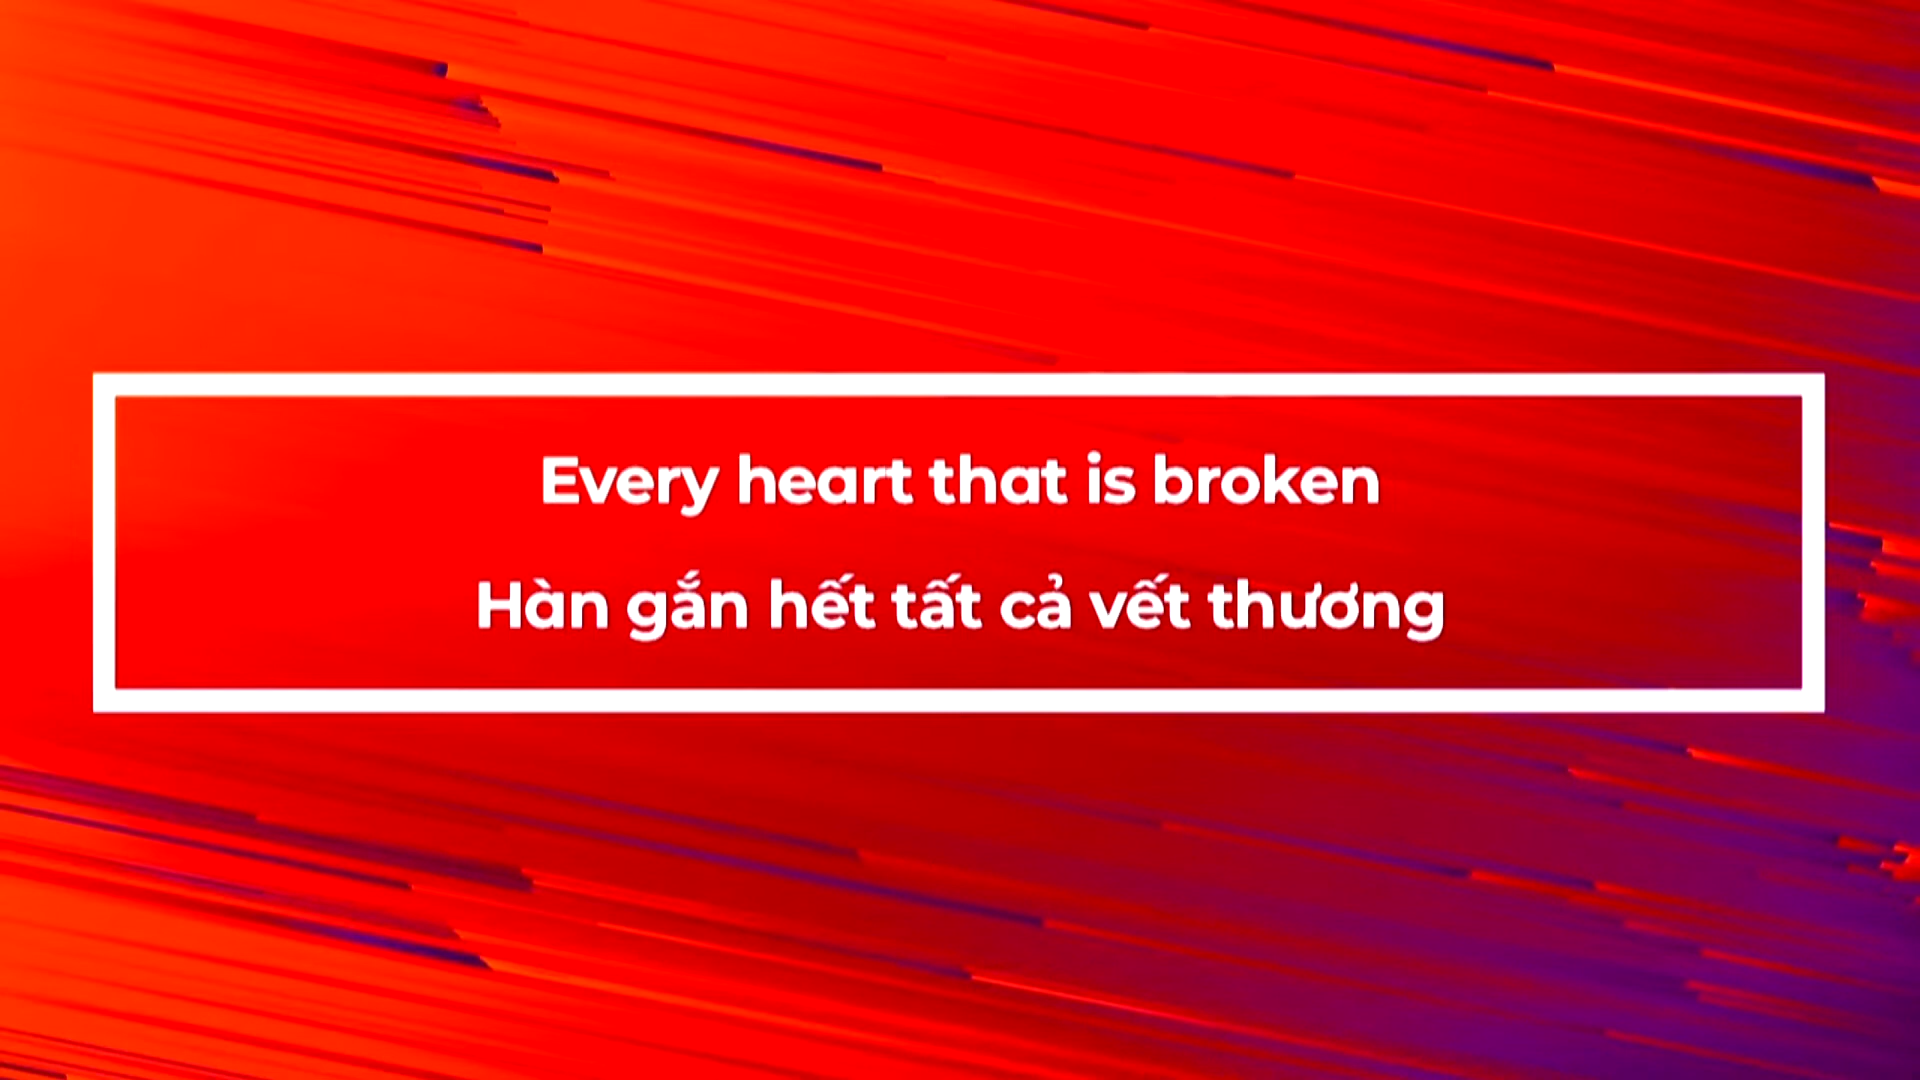 Every heart that is broken
Hàn gắn hết tất cả vết thương